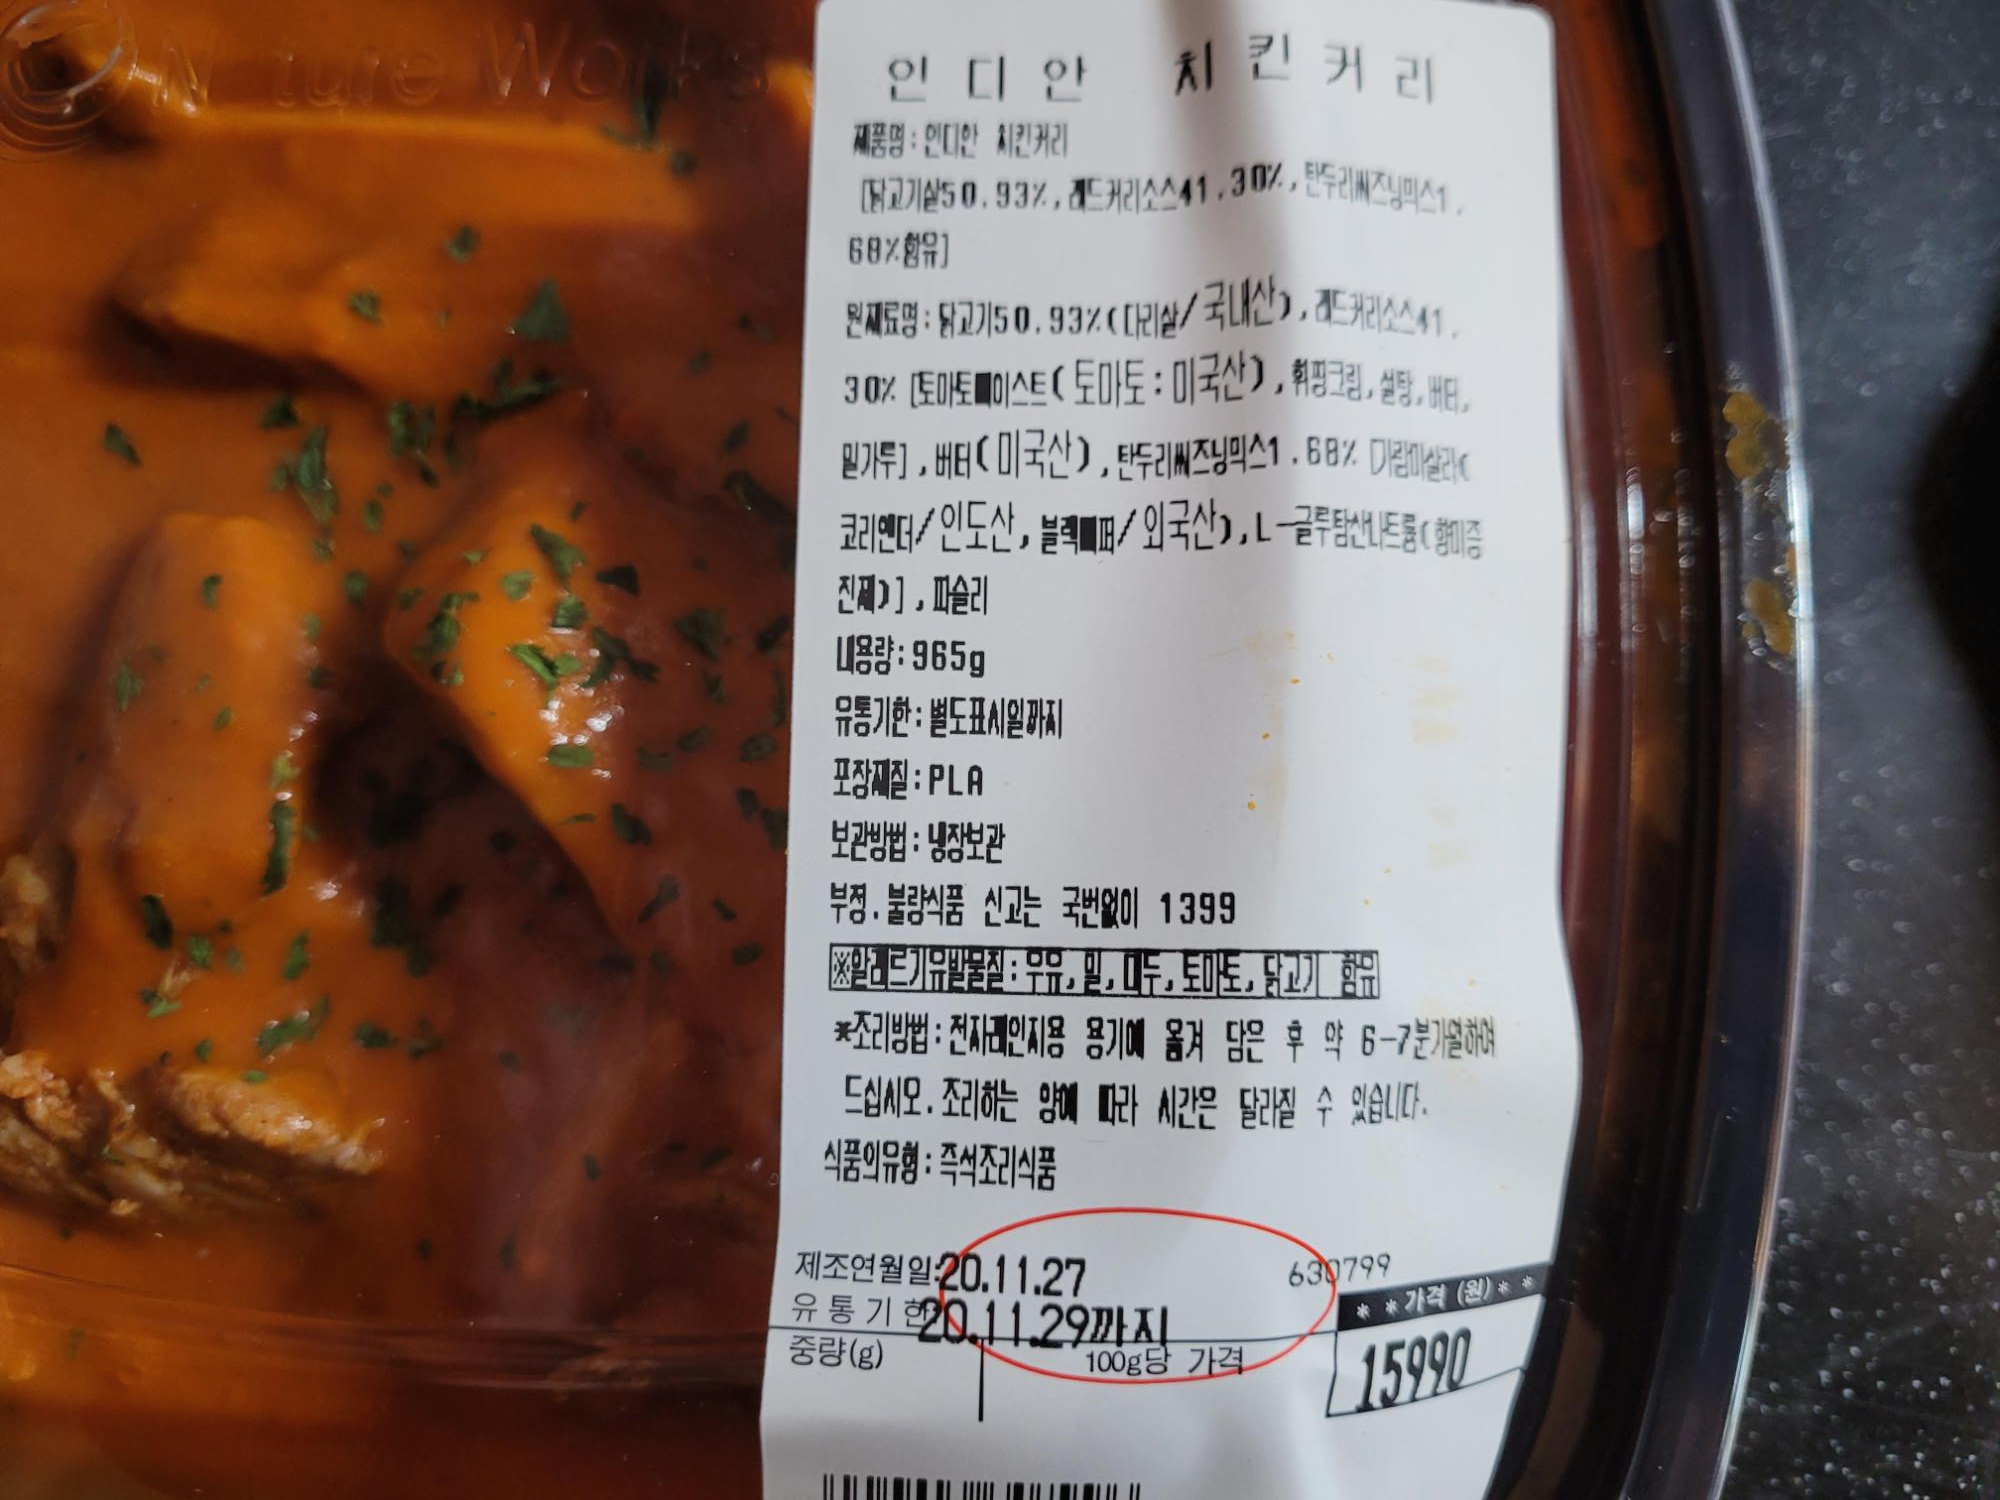 Nature Works
인디안 치킨커리
제품명:인디안 치킨커리
[닭고기살50.93%,레드커리소스41.30%,탄두리씨즈닝믹스1.
68%함유]
원재료명:닭고기50.93%(다리살/국내산),레드커리소스41.
30% [토마토페이스트(토마토:미국산),휘핑크림,설탕,버터,
밀가루],버터(미국산),탄두리씨즈닝믹스1.68% [가람마살라(
코리엔더/인도산,블랙페퍼/외국산),L-글루탐산나트륨(향미증
진제)],파슬리
내용량:965g
유통기한:별도표시일까지
포장재질:PLA
보관방법:냉장보관
부정.불량식품 신고는 국번없이 1399
※알레르기유발물질:우유,밀,대두,토마토,닭고기 함유
*조리방법:전자레인지용 용기에 옮겨 담은 후 약 6-7분가열하여
드십시오.조리하는 양에 따라 시간은 달라질 수 있습니다.
식품의유형:즉석조리식품
제조연월일:20.11.27 630799
유통기한20.11.29까지 **가격(원)**
중량(g) 100g당 가격 15990